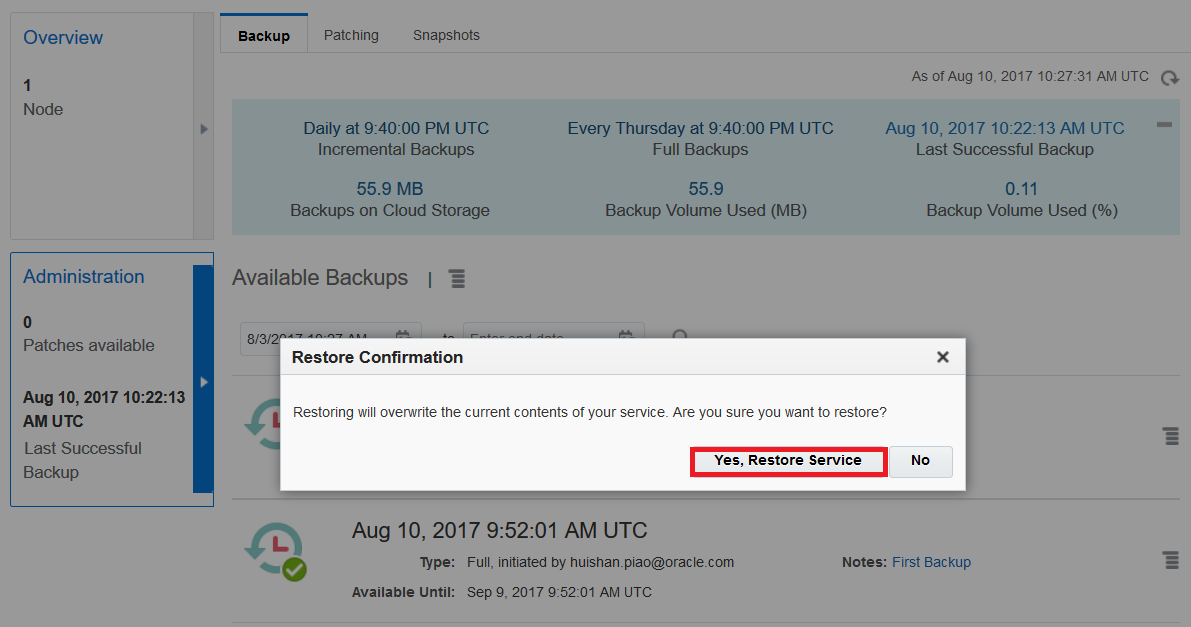 Overview
1
Node
Administration
0
Patches available
Aug 10, 2017 10:22:13
AM UTC
Last Successful
Backup
Backup Patching Snapshots
As of Aug 10, 2017 10:27:31 AM UTC
Daily at 9:40:00 PM UTC Every Thursday at 9:40:00 PM UTC Aug 10, 2017 10:22:13 AM UTC
Incremental Backups Full Backups Last Successful Backup
55.9 MB 55.9 0.11
Backups on Cloud Storage Backup Volume Used (MB) Backup Volume Used (%)
Available Backups |
8/3/2017 10:27 AM to Enter end date
Restore Confirmation
Restoring will overwrite the current contents of your service. Are you sure you want to restore?
Yes, Restore Service No
Aug 10, 2017 9:52:01 AM UTC
Type: Full, initiated by huishan.piao@oracle.com Notes: First Backup
Available Until: Sep 9, 2017 9:52:01 AM UTC